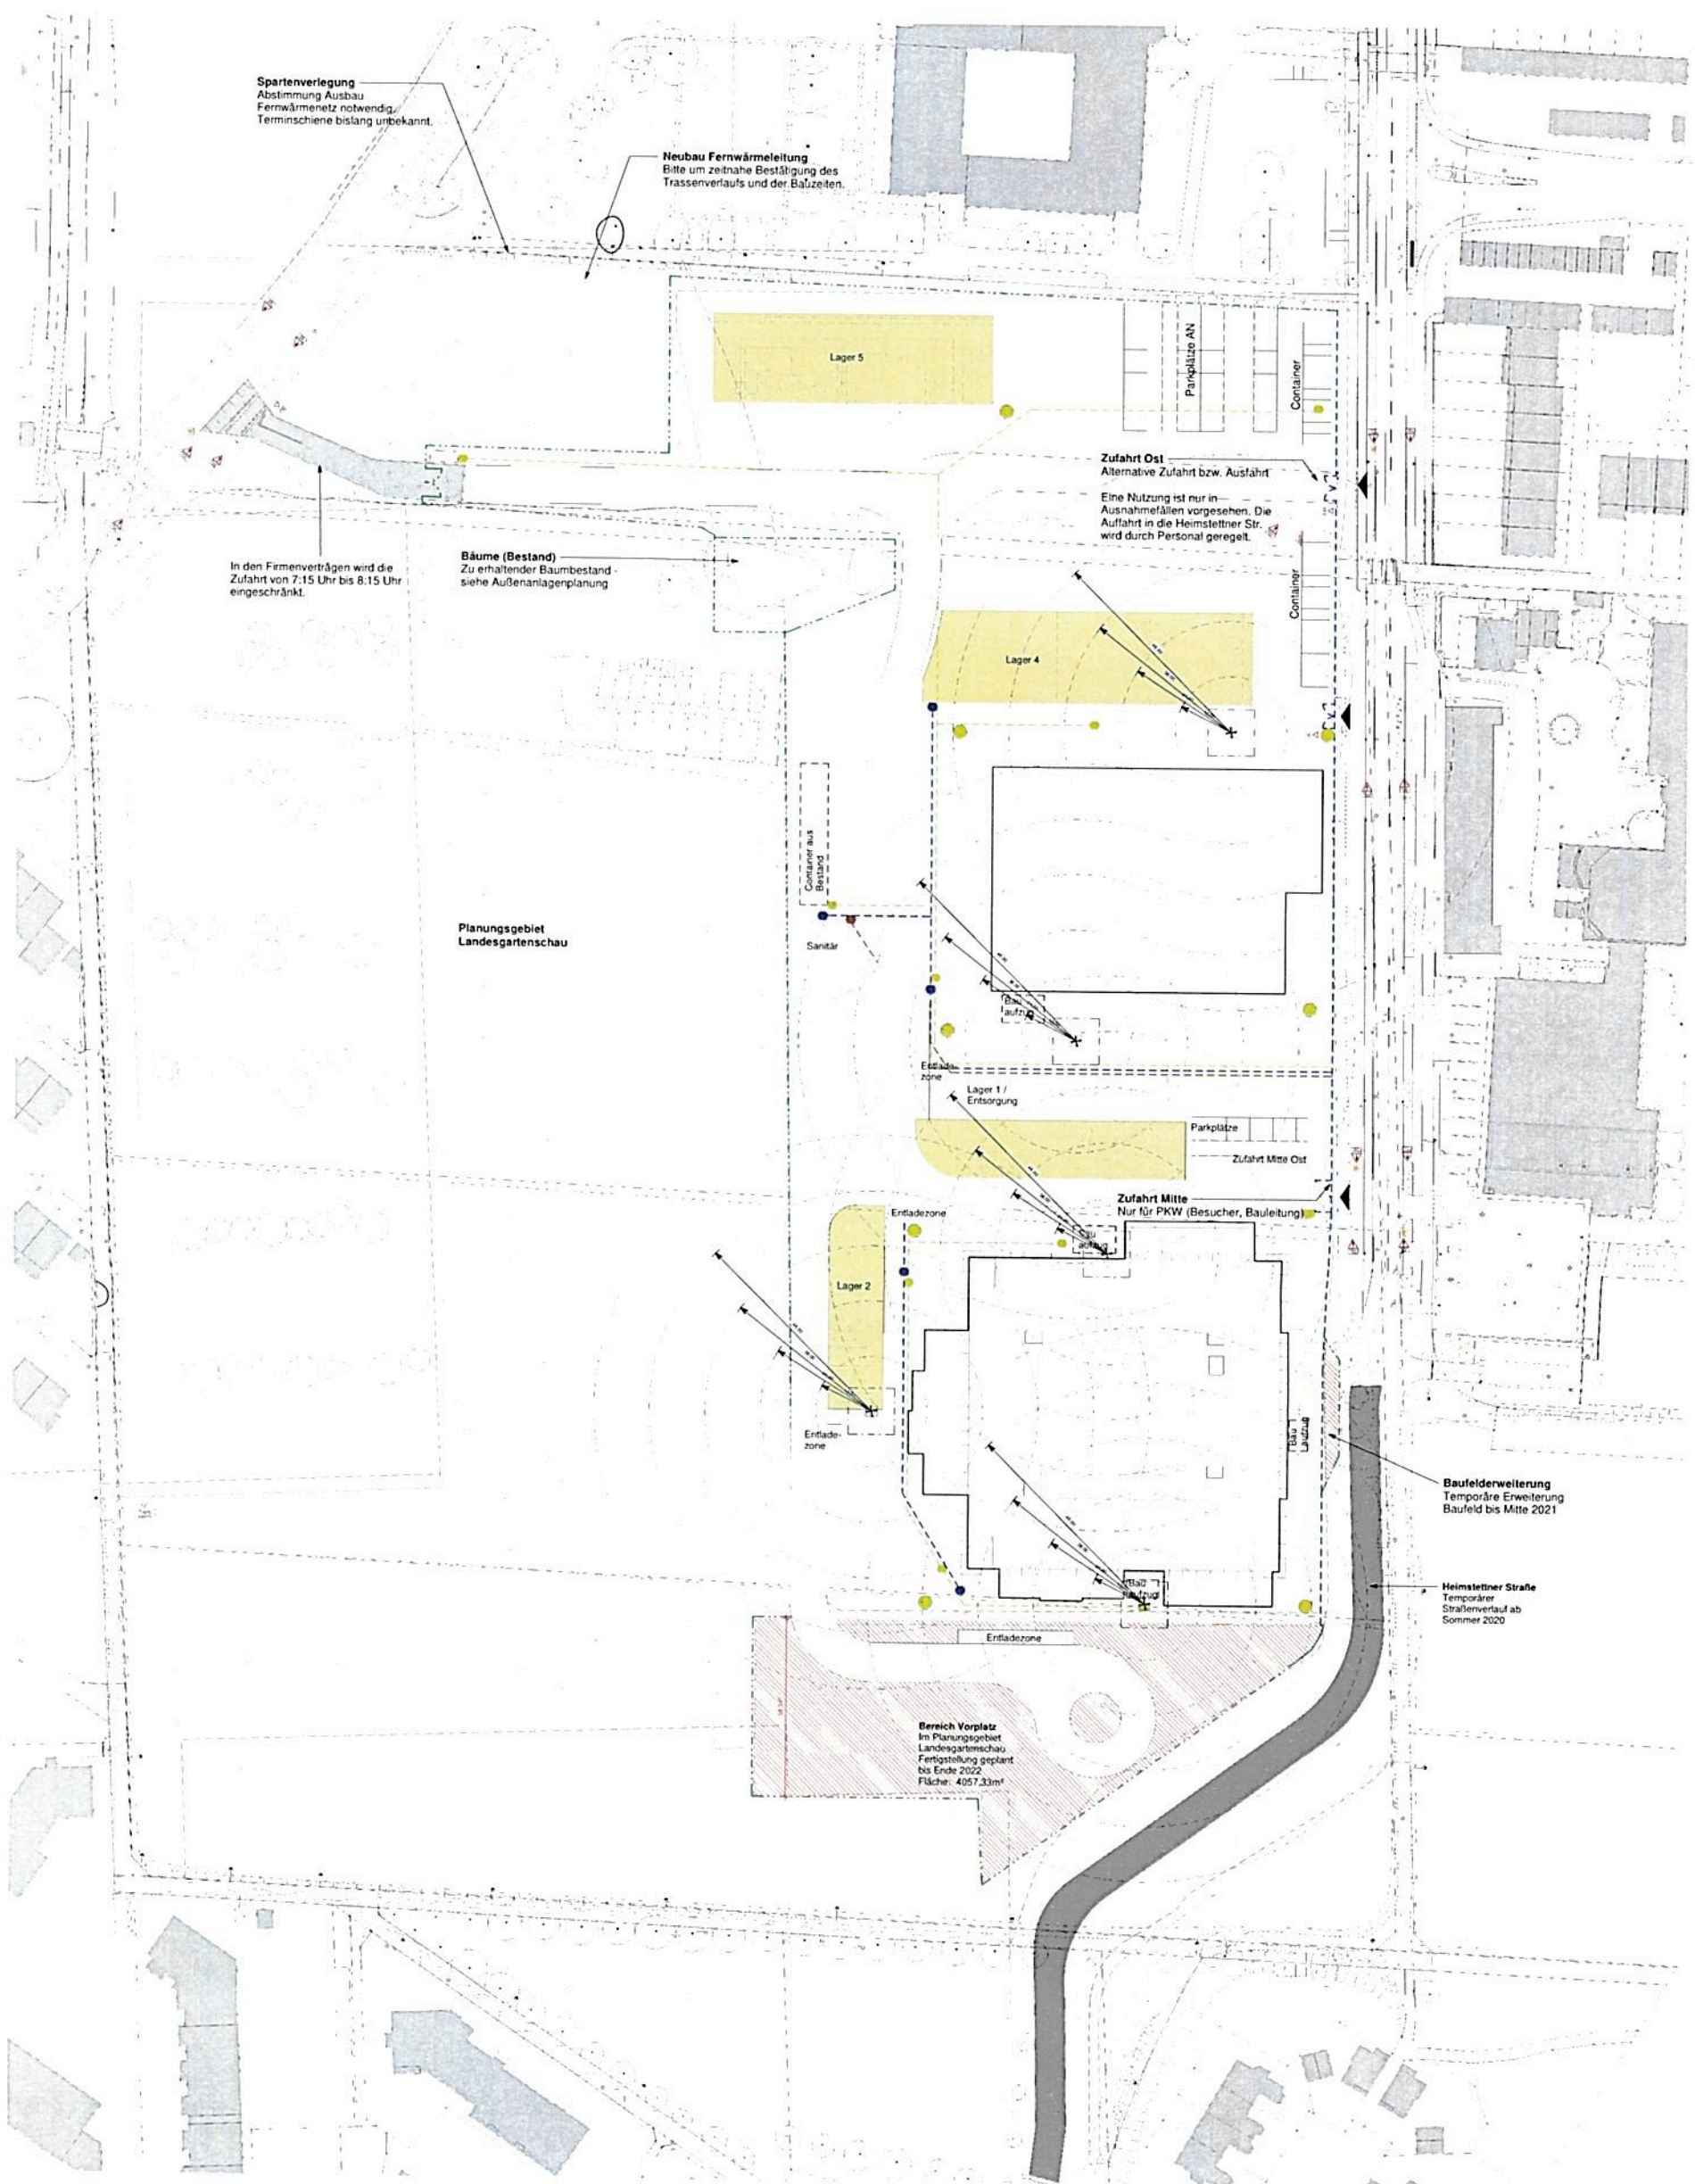 Spartenverlegung
Abstimmung Ausbau
Fernwärmenetz notwendig.
Terminschiene bislang unbekannt.
Neubau Fernwärmeleitung
Bitte um zeitnahe Bestätigung des
Trassenverlaufs und der Bauzeiten.
Lager 5
Parkplätze AN
Container
Zufahrt Ost
Alternative Zufahrt bzw. Ausfahrt
Eine Nutzung ist nur in
Ausnahmefällen vorgesehen. Die
Auffahrt in die Heimstettner Str.
wird durch Personal geregelt.
In den Firmenverträgen wird die
Zufahrt von 7:15 Uhr bis 8:15 Uhr
eingeschränkt.
Bäume (Bestand)
Zu erhaltender Baumbestand -
siehe Außenanlagenplanung
Container
Lager 4
Container aus
Bestand
Planungsgebiet
Landesgartenschau
Sanitär
Bau
aufzug
Entlade-
zone
Lager 1 /
Entsorgung
Parkplätze
Zufahrt Mitte Ost
Zufahrt Mitte
Nur für PKW (Besucher, Bauleitung)
Entladezone
Bau
aufzug
Lager 2
Entlade-
zone
Bau
aufzug
Baufelderweiterung
Temporäre Erweiterung
Baufeld bis Mitte 2021
Heimstettner Straße
Temporärer
Straßenverlauf ab
Sommer 2020
Bau
aufzug
Entladezone
Bereich Vorplatz
Im Planungsgebiet
Landesgartenschau
Fertigstellung geplant
bis Ende 2022
Fläche: 4057,33m²